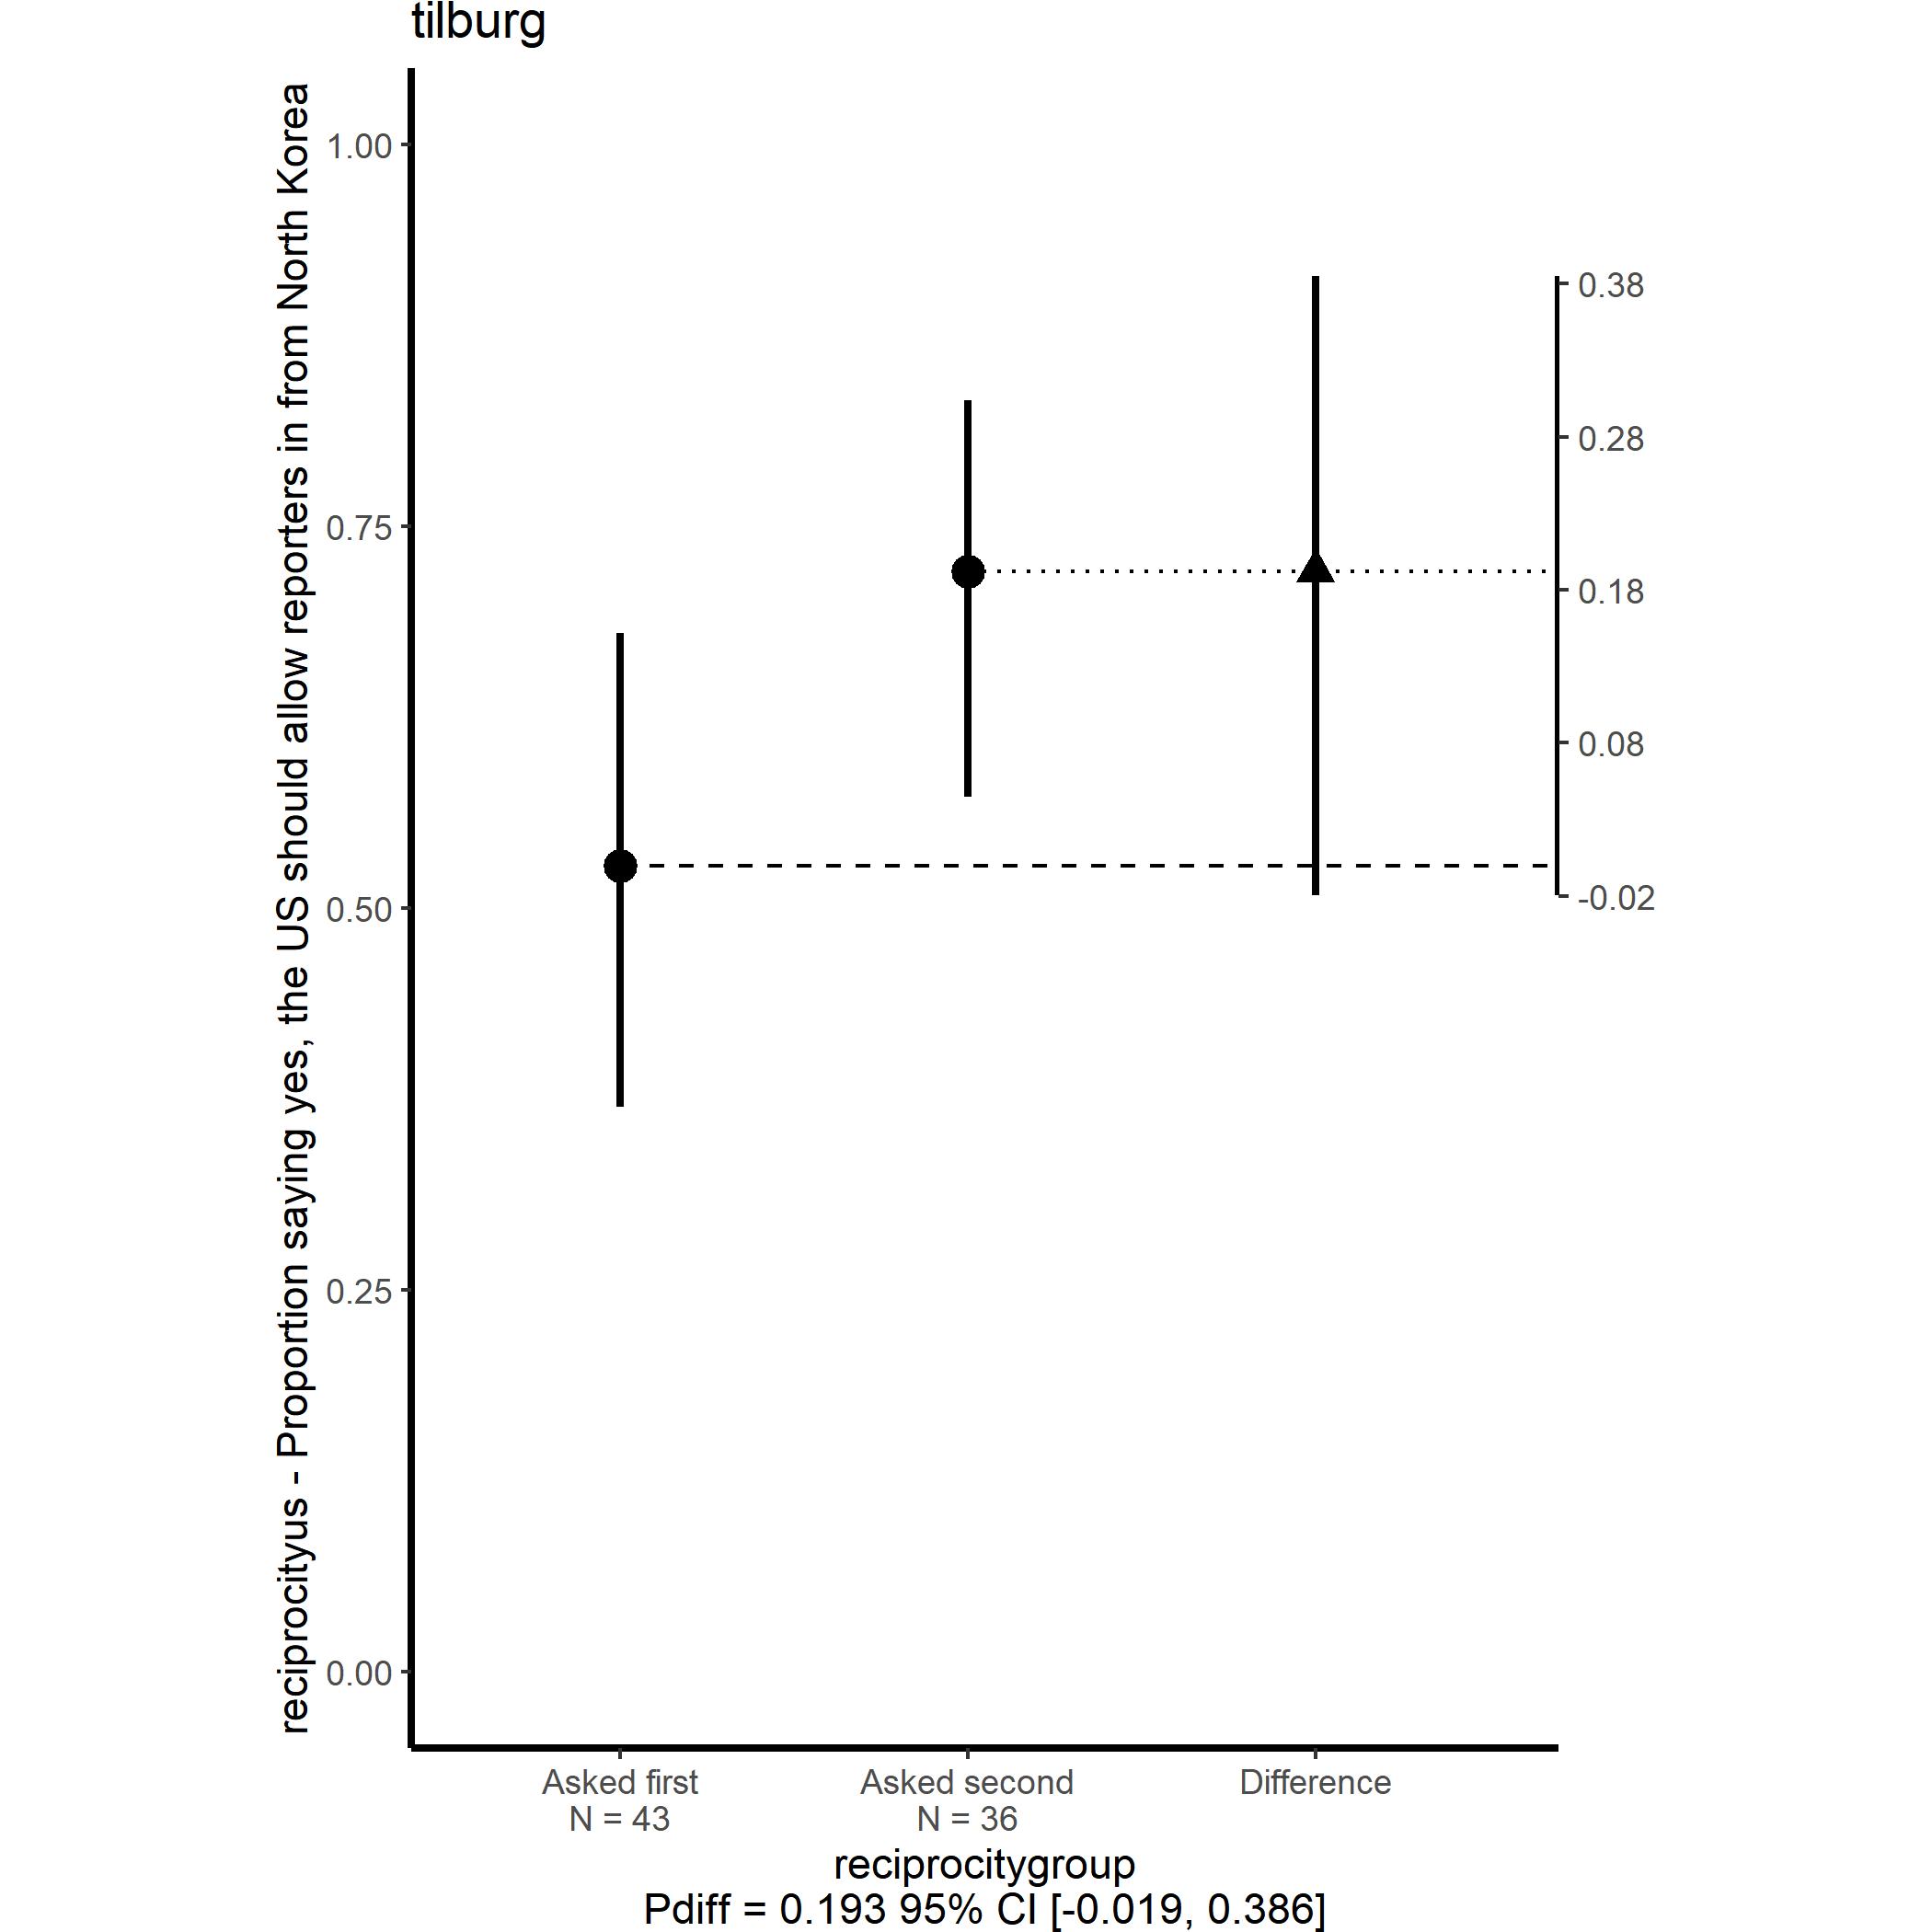 tilburg
reciprocityus - Proportion saying yes, the US should allow reporters in from North Korea
1.00
0.75
0.50
0.25
0.00
0.38
0.28
0.18
0.08
-0.02
Asked first
N = 43
Asked second
N = 36
Difference
reciprocitygroup
Pdiff = 0.193 95% CI [-0.019, 0.386]